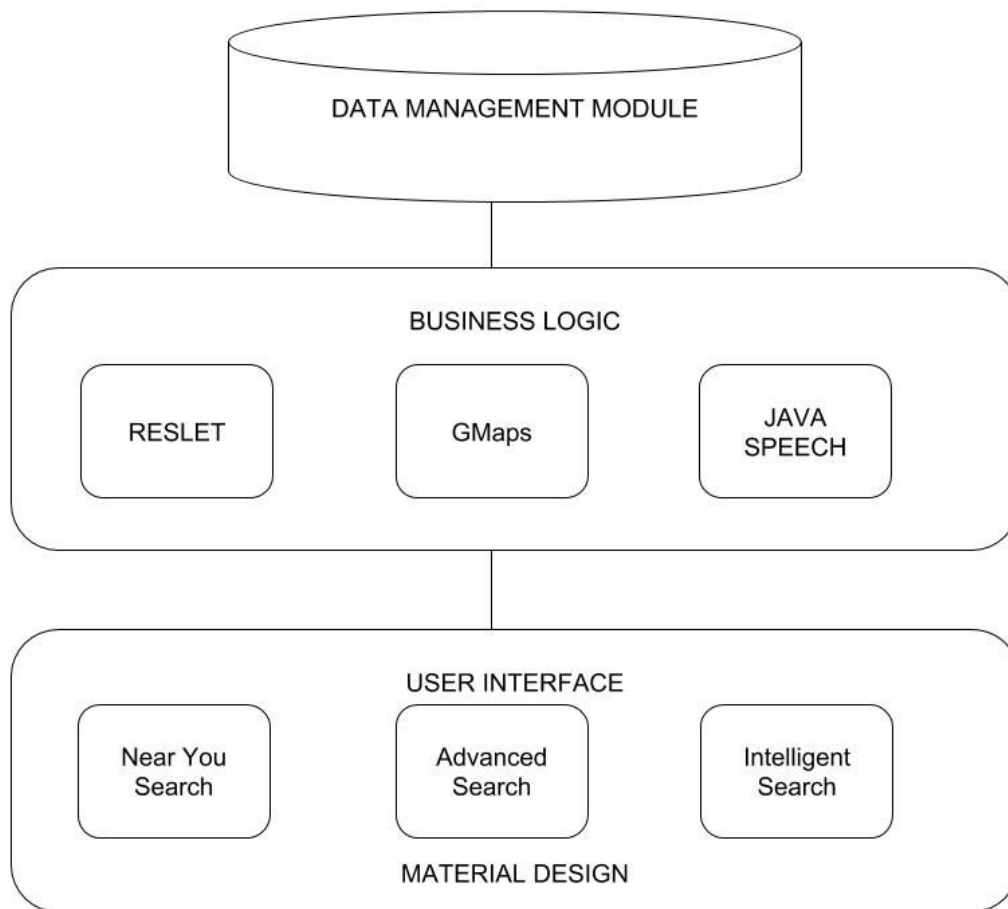 DATA MANAGEMENT MODULE
BUSINESS LOGIC
RESLET
GMaps
JAVA
SPEECH
USER INTERFACE
Near You
Search
Advanced
Search
Intelligent
Search
MATERIAL DESIGN